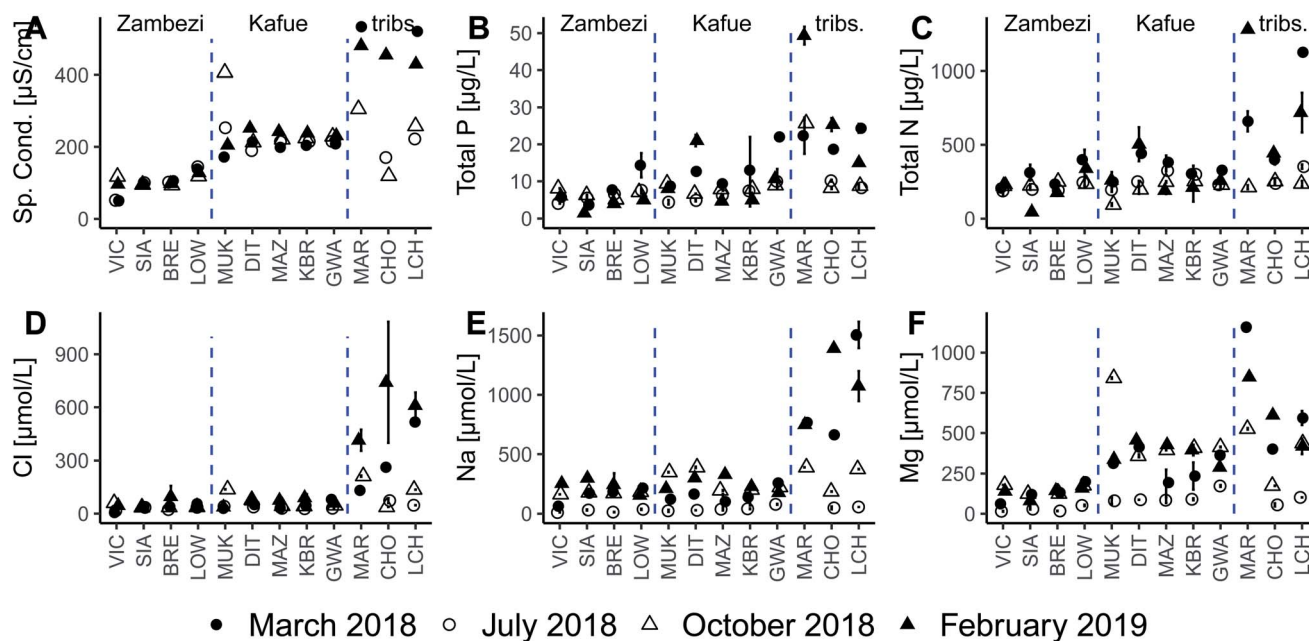 A Zambezi Kafue tribs.
Sp. Cond. [µS/cm]
400
200
0
VIC SIA BRE LOW MUK DIT MAZ KBR GWA MAR CHO LCH
B Zambezi Kafue tribs.
Total P [µg/L]
50
40
30
20
10
0
VIC SIA BRE LOW MUK DIT MAZ KBR GWA MAR CHO LCH
C Zambezi Kafue tribs.
Total N [µg/L]
1000
500
0
VIC SIA BRE LOW MUK DIT MAZ KBR GWA MAR CHO LCH
D
Cl [µmol/L]
900
600
300
0
VIC SIA BRE LOW MUK DIT MAZ KBR GWA MAR CHO LCH
E
Na [µmol/L]
1500
1000
500
0
VIC SIA BRE LOW MUK DIT MAZ KBR GWA MAR CHO LCH
F
Mg [µmol/L]
1000
750
500
250
0
VIC SIA BRE LOW MUK DIT MAZ KBR GWA MAR CHO LCH
March 2018 July 2018 October 2018 February 2019